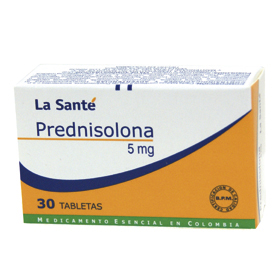 La Santé
Prednisolona
5 mg
30 TABLETAS
B.P.M.
MEDICAMENTO ESENCIAL EN COLOMBIA